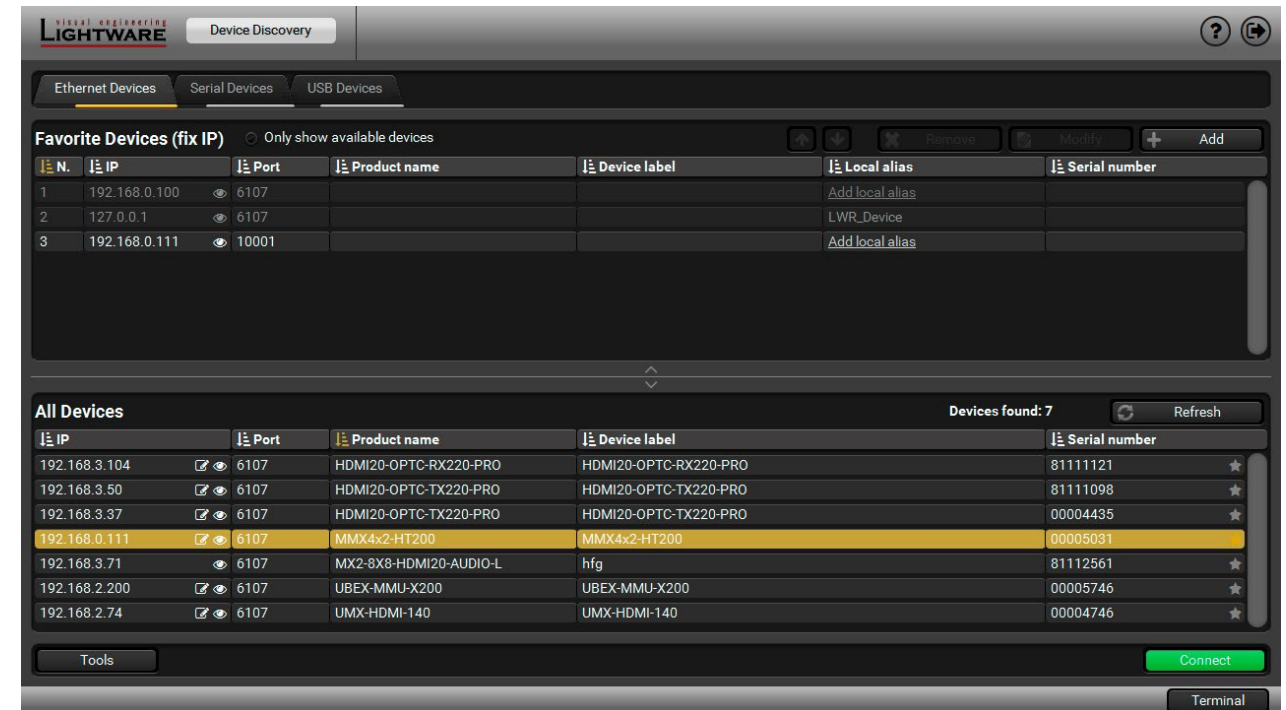 visual engineering
LIGHTWARE
Device Discovery
?
Ethernet Devices Serial Devices USB Devices
Favorite Devices (fix IP) Only show available devices Remove Modify Add
N. IP Port Product name Device label Local alias Serial number
1 192.168.0.100 6107 Add local alias
2 127.0.0.1 6107 LWR_Device
3 192.168.0.111 10001 Add local alias
All Devices Devices found: 7 Refresh
IP Port Product name Device label Serial number
192.168.3.104 6107 HDMI20-OPTC-RX220-PRO HDMI20-OPTC-RX220-PRO 81111121
192.168.3.50 6107 HDMI20-OPTC-TX220-PRO HDMI20-OPTC-TX220-PRO 81111098
192.168.3.37 6107 HDMI20-OPTC-TX220-PRO HDMI20-OPTC-TX220-PRO 00004435
192.168.0.111 6107 MMX4x2-HT200 MMX4x2-HT200 00005031
192.168.3.71 6107 MX2-8X8-HDMI20-AUDIO-L hfg 81112561
192.168.2.200 6107 UBEX-MMU-X200 UBEX-MMU-X200 00005746
192.168.2.74 6107 UMX-HDMI-140 UMX-HDMI-140 00004746
Tools Connect
Terminal